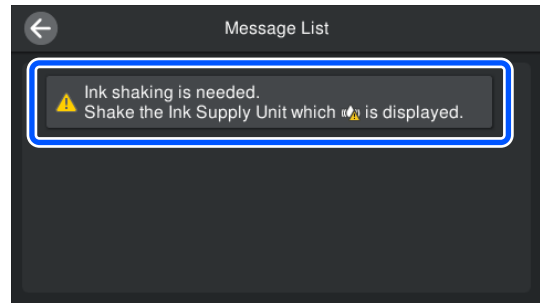 Message List
Ink shaking is needed.
Shake the Ink Supply Unit which is displayed.